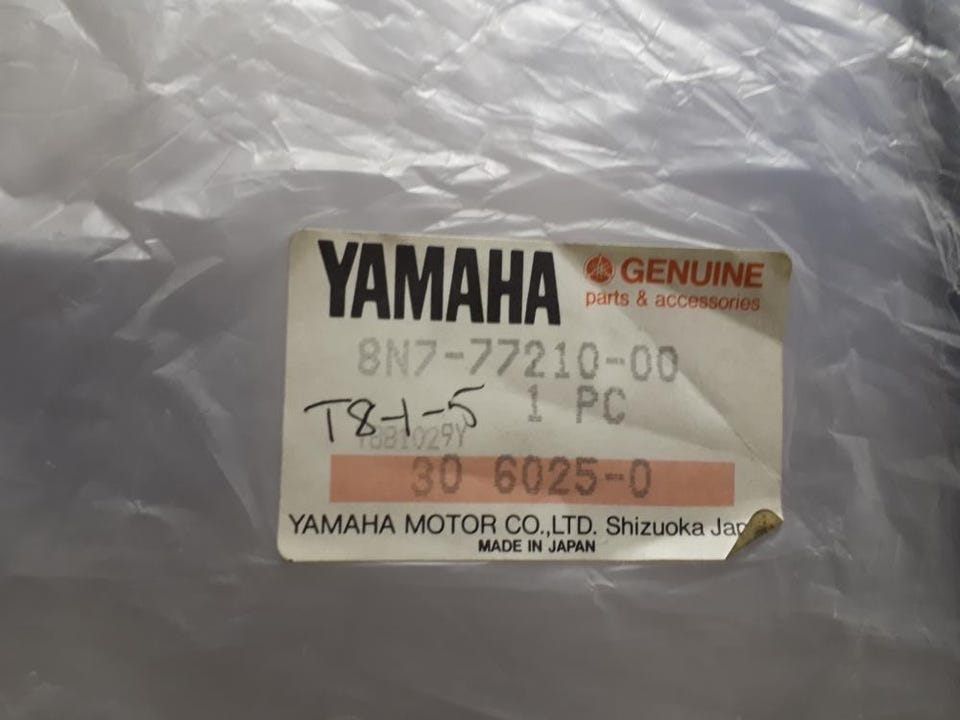 YAMAHA GENUINE
parts & accessories
8N7-77210-00
1 PC
T8-1-5
30 6025-0
YAMAHA MOTOR CO.,LTD. Shizuoka
MADE IN JAPAN